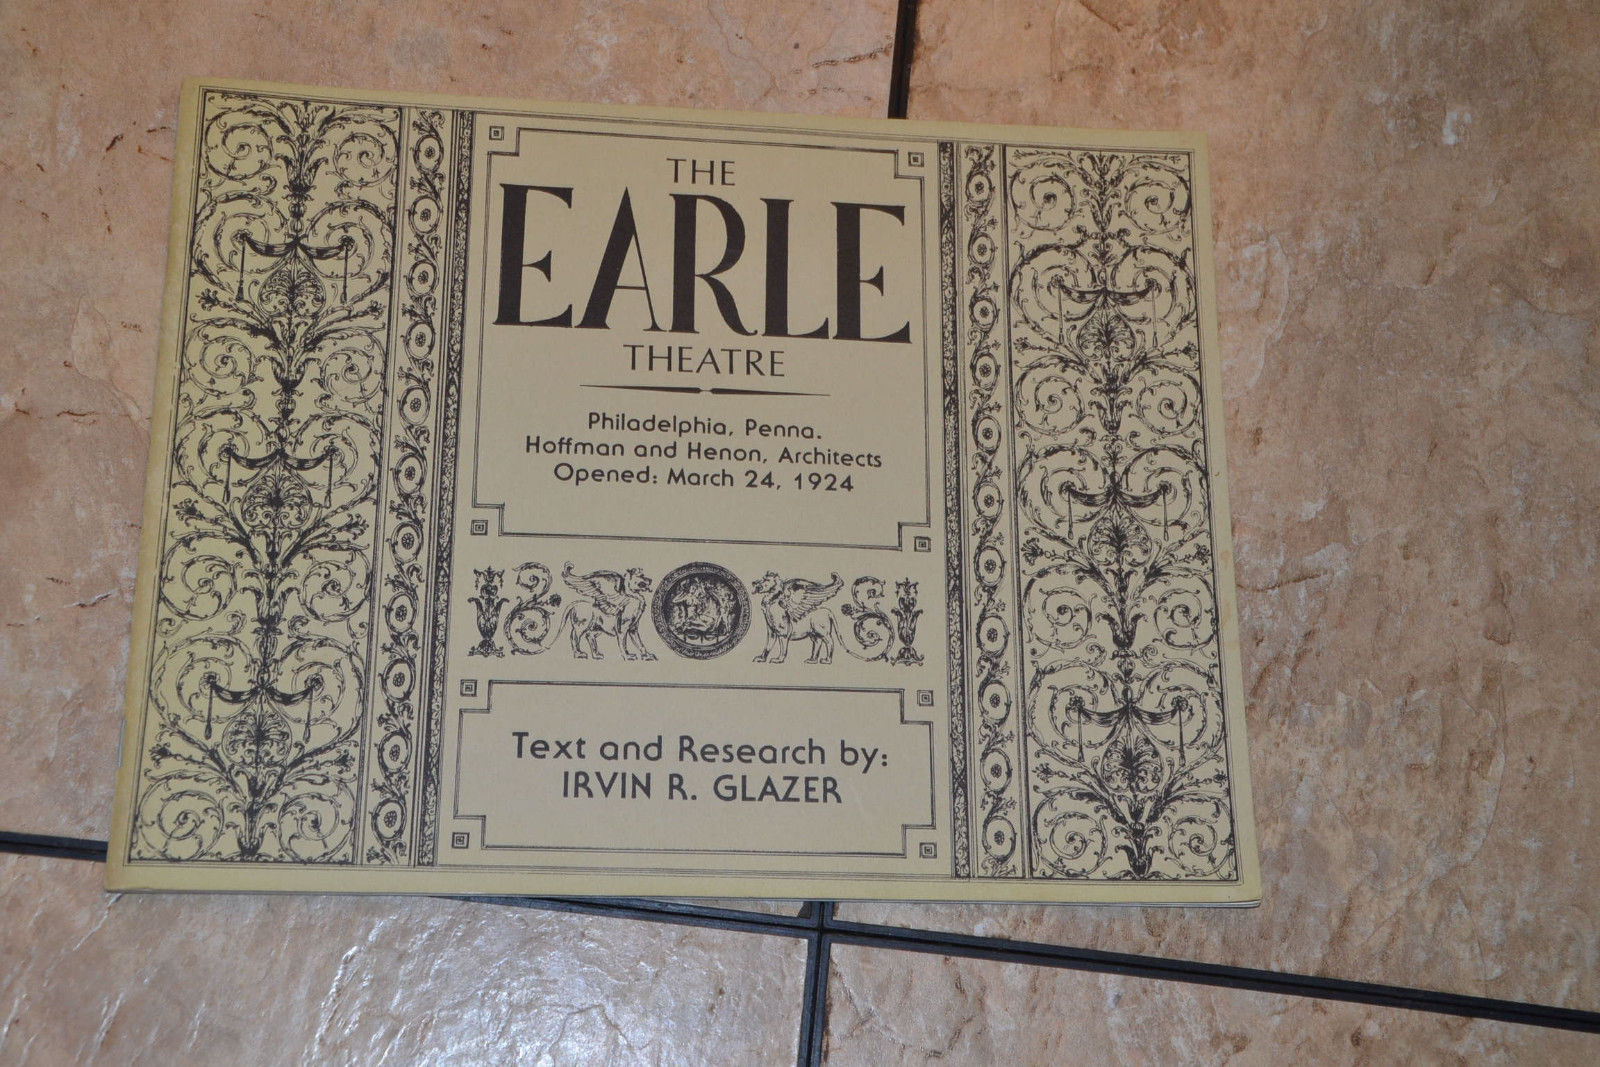 THE
EARLE
THEATRE
Philadelphia, Penna.
Hoffman and Henon, Architects
Opened: March 24, 1924
Text and Research by:
IRVIN R. GLAZER